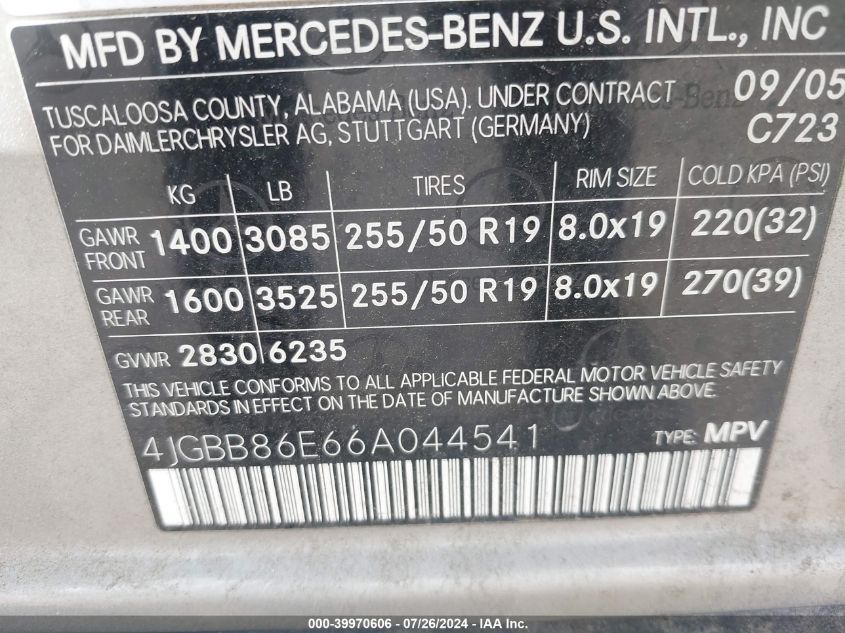 MFD BY MERCEDES-BENZ U.S. INTL., INC
TUSCALOOSA COUNTY, ALABAMA (USA). UNDER CONTRACT 09/05
FOR DAIMLERCHRYSLER AG, STUTTGART (GERMANY) C723
KG LB TIRES RIM SIZE COLD KPA (PSI)
GAWR FRONT 1400 3085 255/50 R19 8.0x19 220(32)
GAWR REAR 1600 3525 255/50 R19 8.0x19 270(39)
GVWR 2830 6235
THIS VEHICLE CONFORMS TO ALL APPLICABLE FEDERAL MOTOR VEHICLE SAFETY
STANDARDS IN EFFECT ON THE DATE OF MANUFACTURE SHOWN ABOVE.
4JGBB86E66A044541 TYPE: MPV
000-39970606 - 07/26/2024 - IAA Inc.